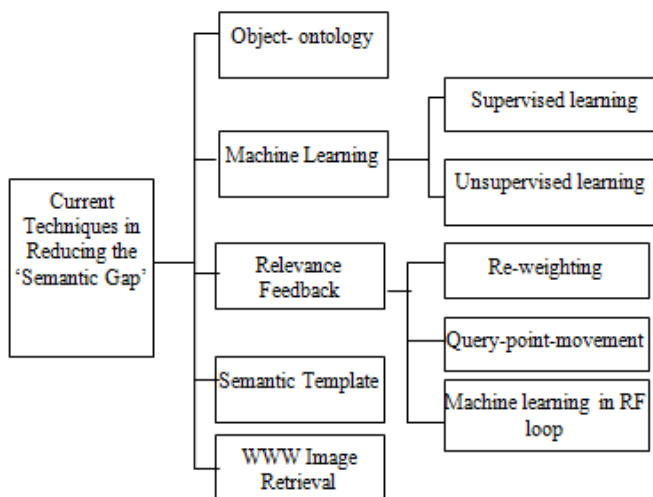 Current
Techniques in
Reducing the
‘Semantic Gap’
Object- ontology
Machine Learning
Supervised learning
Unsupervised learning
Relevance
Feedback
Re-weighting
Query-point-movement
Machine learning in RF
loop
Semantic Template
WWW Image
Retrieval